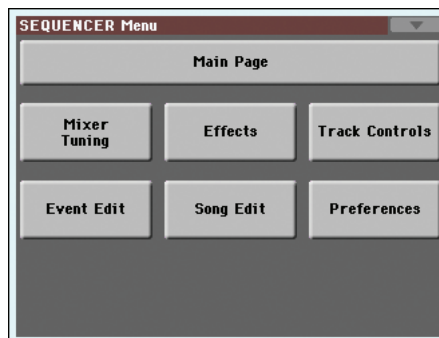 SEQUENCER Menu
Main Page
Mixer
Tuning
Effects
Track Controls
Event Edit
Song Edit
Preferences